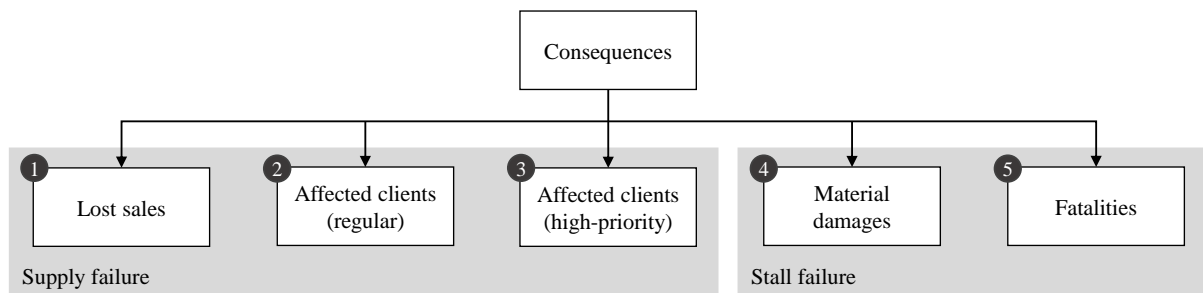 Consequences
1
Lost sales
2
Affected clients
(regular)
3
Affected clients
(high-priority)
Supply failure
4
Material
damages
5
Fatalities
Stall failure